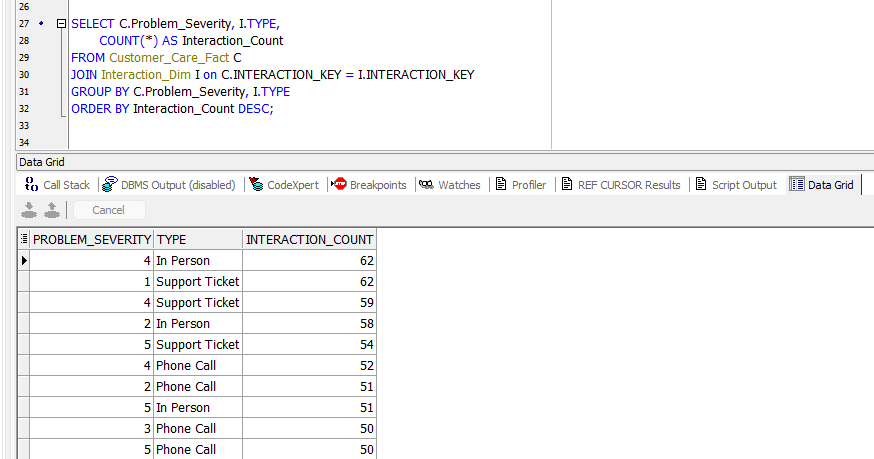 26
27 SELECT C.Problem_Severity, I.TYPE,
28 COUNT(*) AS Interaction_Count
29 FROM Customer_Care_Fact C
30 JOIN Interaction_Dim I on C.INTERACTION_KEY = I.INTERACTION_KEY
31 GROUP BY C.Problem_Severity, I.TYPE
32 ORDER BY Interaction_Count DESC;
33
34
Data Grid
Call Stack DBMS Output (disabled) CodeXpert Breakpoints Watches Profiler REF CURSOR Results Script Output Data Grid
Cancel
PROBLEM_SEVERITY TYPE INTERACTION_COUNT
4 In Person 62
1 Support Ticket 62
4 Support Ticket 59
2 In Person 58
5 Support Ticket 54
4 Phone Call 52
2 Phone Call 51
5 In Person 51
3 Phone Call 50
5 Phone Call 50